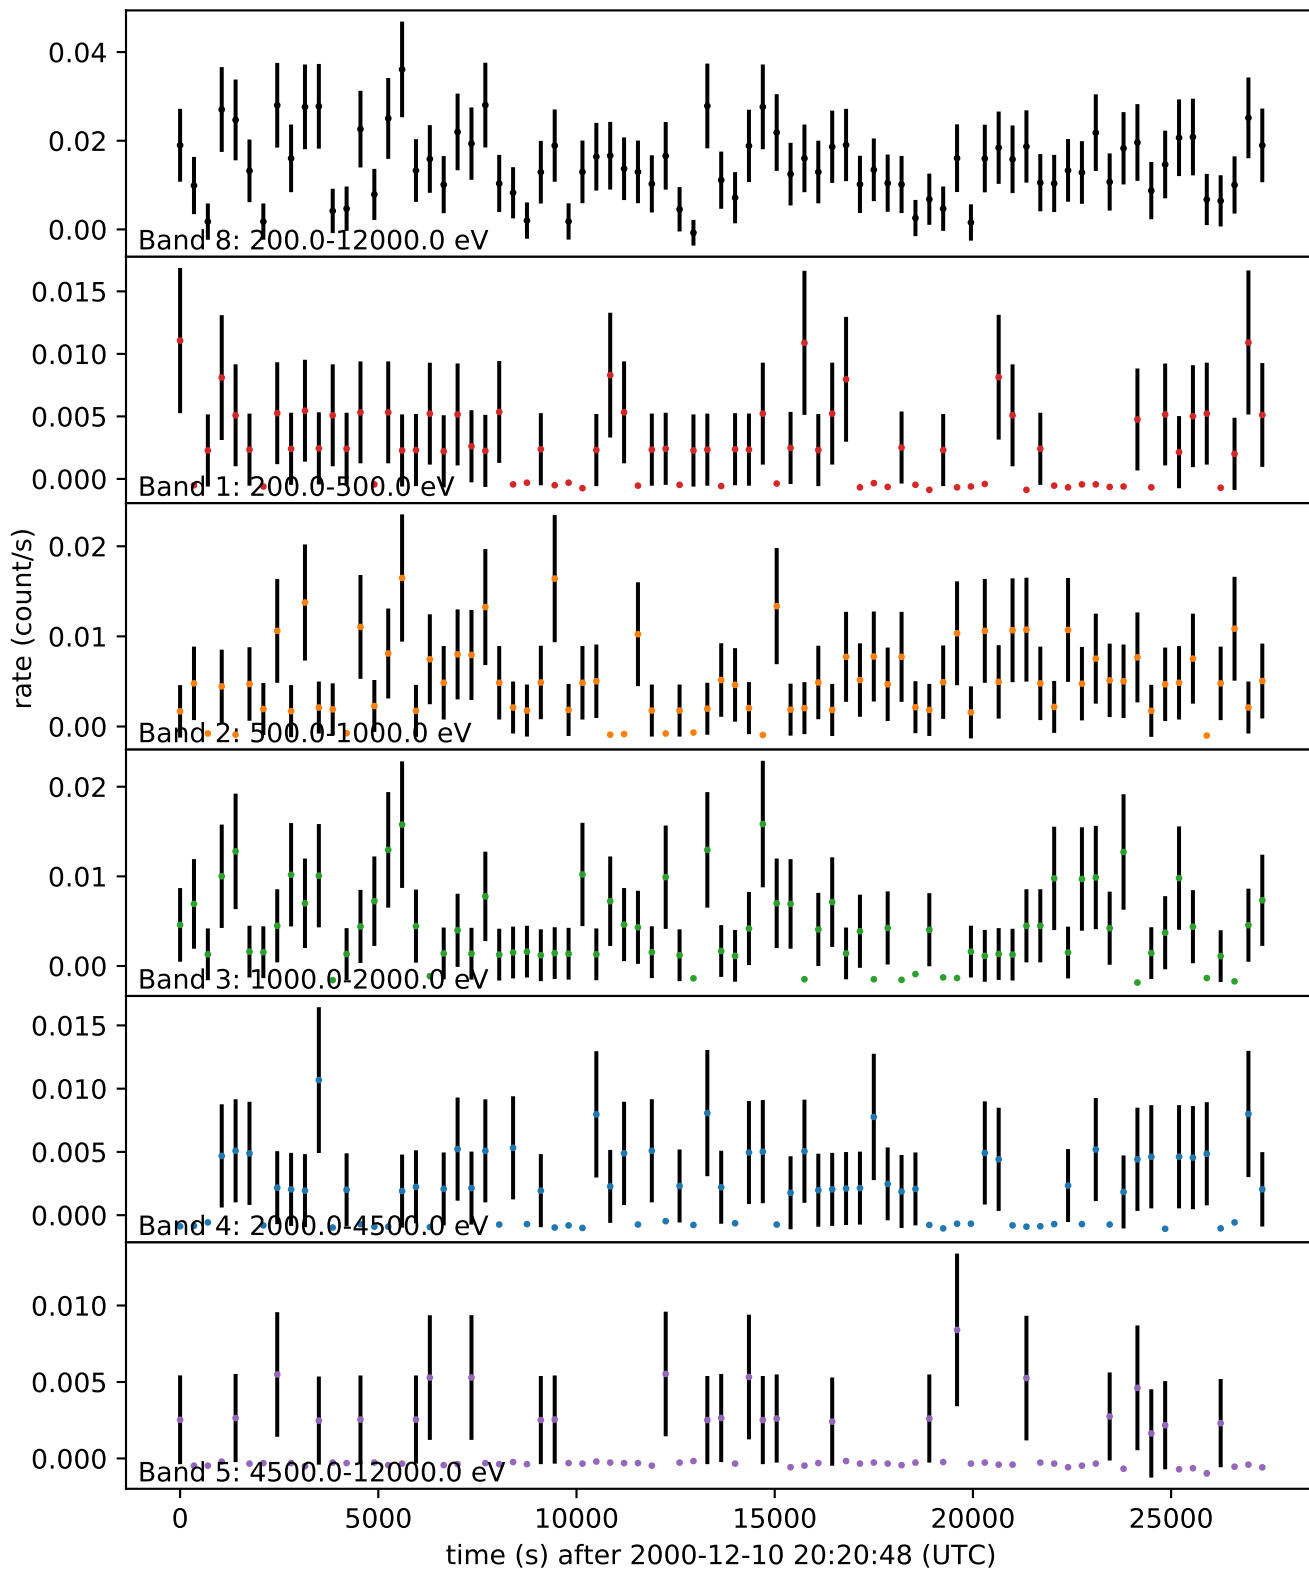 0.04
0.02
0.00
Band 8: 200.0-12000.0 eV
0.015
0.010
0.005
0.000
Band 1: 200.0-500.0 eV
rate (count/s)
0.02
0.01
0.00
Band 2: 500.0-1000.0 eV
0.02
0.01
0.00
Band 3: 1000.0-2000.0 eV
0.015
0.010
0.005
0.000
Band 4: 2000.0-4500.0 eV
0.010
0.005
0.000
Band 5: 4500.0-12000.0 eV
0 5000 10000 15000 20000 25000
time (s) after 2000-12-10 20:20:48 (UTC)